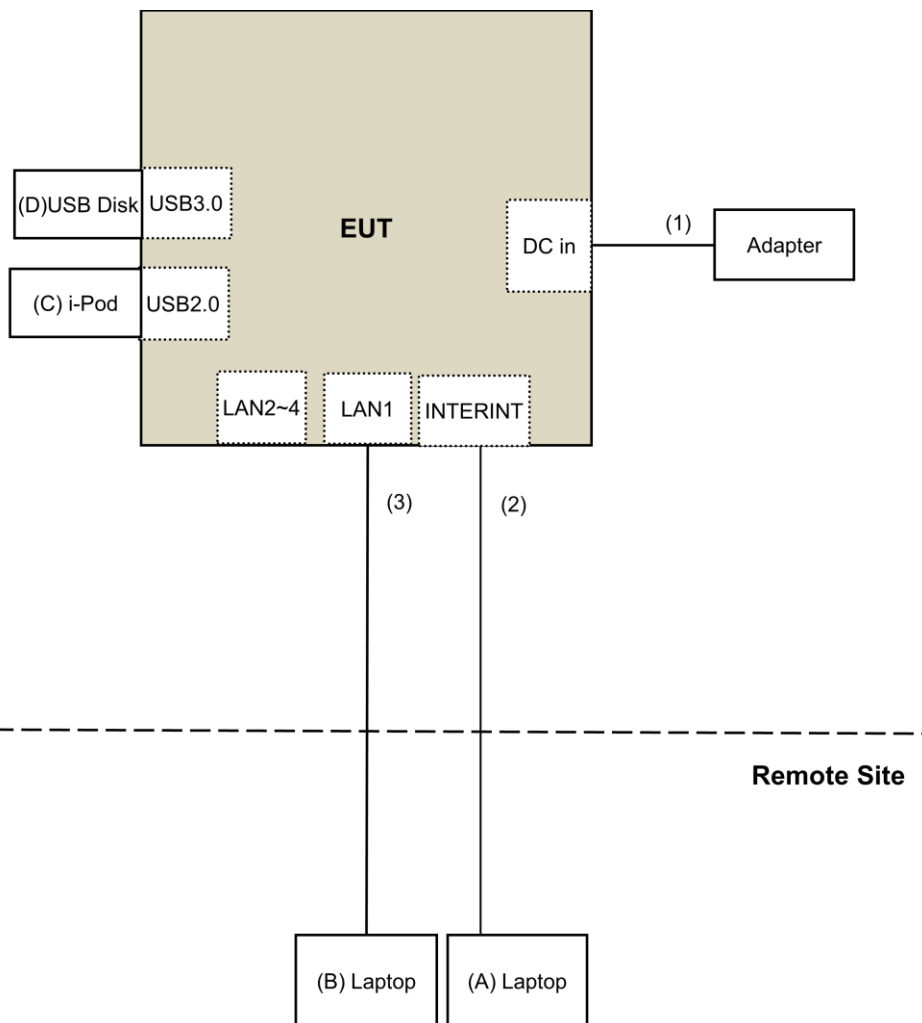 (D)USB Disk
USB3.0
EUT
DC in
(1)
Adapter
(C) i-Pod
USB2.0
LAN2~4
LAN1
INTERINT
(3)
(2)
Remote Site
(B) Laptop
(A) Laptop